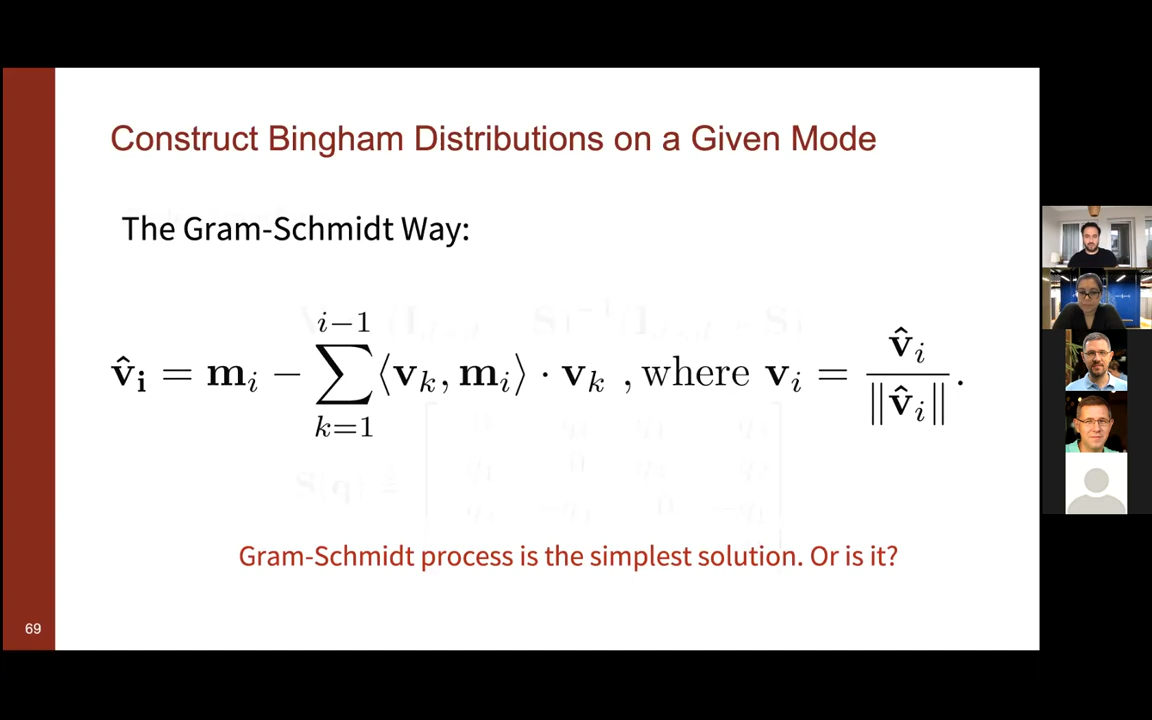 Construct Bingham Distributions on a Given Mode
The Gram-Schmidt Way:
v̂ᵢ = mᵢ − ∑_{k=1}^{i−1} ⟨vₖ, mᵢ⟩ · vₖ , where vᵢ = v̂ᵢ / ‖v̂ᵢ‖.
Gram-Schmidt process is the simplest solution. Or is it?
69